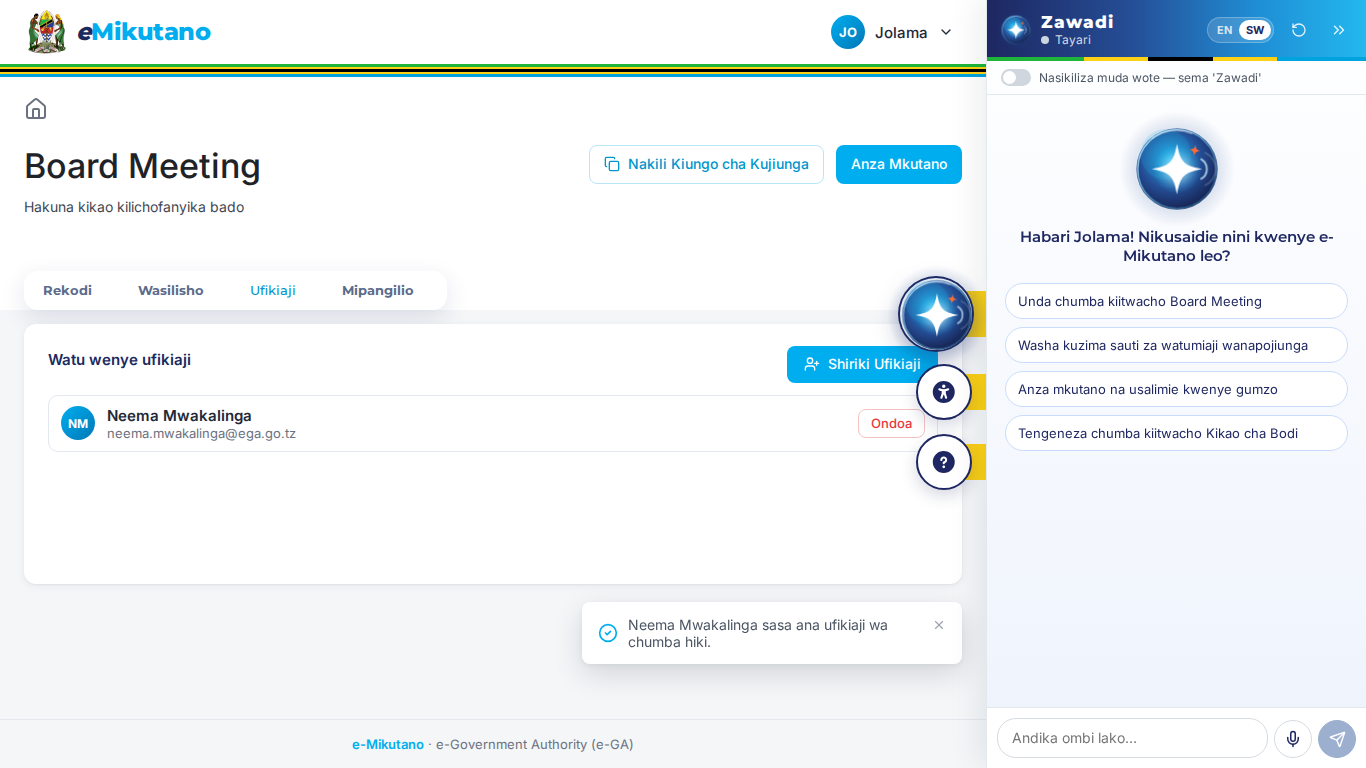 eMikutano
JO
Jolama
Board Meeting
Nakili Kiungo cha Kujiunga
Anza Mkutano
Hakuna kikao kilichofanyika bado
Rekodi
Wasilisho
Ufikiaji
Mipangilio
Watu wenye ufikiaji
Shiriki Ufikiaji
NM
Neema Mwakalinga
neema.mwakalinga@ega.go.tz
Ondoa
Neema Mwakalinga sasa ana ufikiaji wa
chumba hiki.
e-Mikutano · e-Government Authority (e-GA)
Zawadi
Tayari
EN
SW
Nasikiliza muda wote — sema 'Zawadi'
Habari Jolama! Nikusaidie nini kwenye e-
Mikutano leo?
Unda chumba kiitwacho Board Meeting
Washa kuzima sauti za watumiaji wanapojiunga
Anza mkutano na usalimie kwenye gumzo
Tengeneza chumba kiitwacho Kikao cha Bodi
Andika ombi lako...